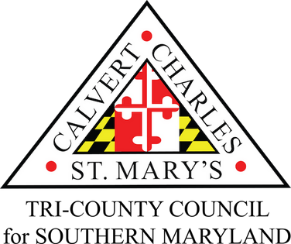 CALVERT
CHARLES
ST. MARY'S
TRI-COUNTY COUNCIL
for SOUTHERN MARYLAND